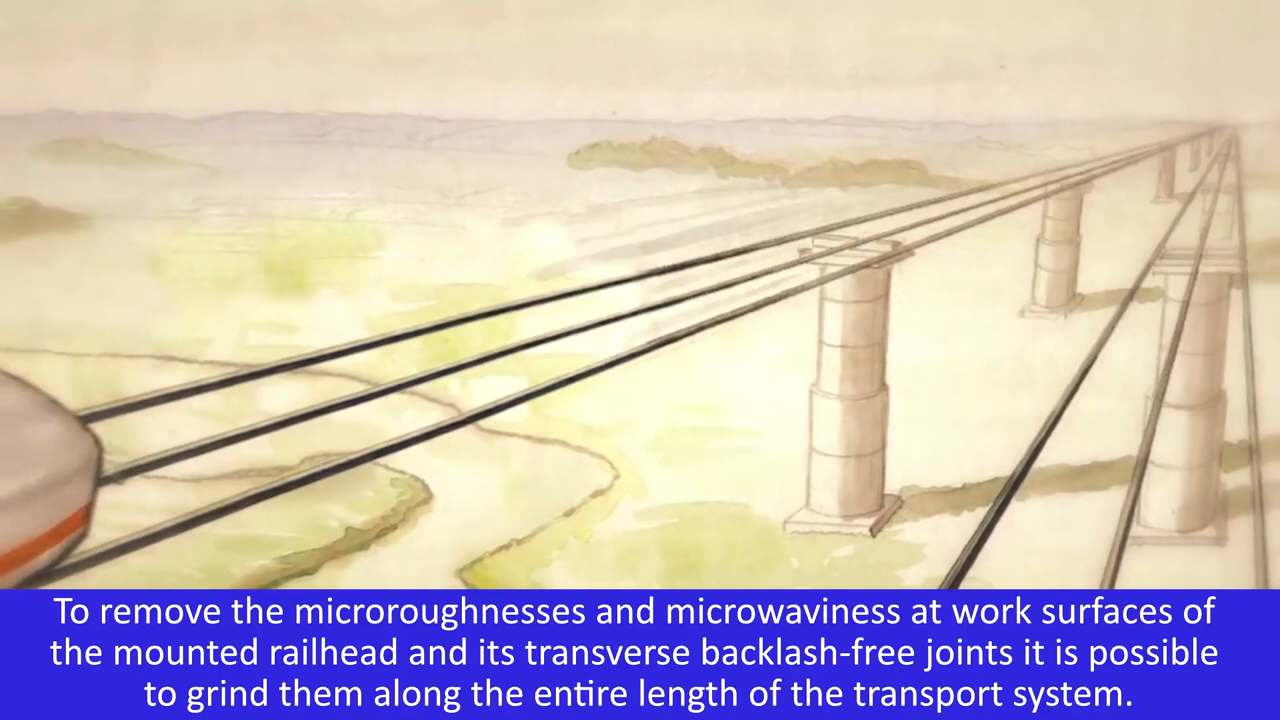 To remove the microroughnesses and microwaviness at work surfaces of
the mounted railhead and its transverse backlash-free joints it is possible
to grind them along the entire length of the transport system.